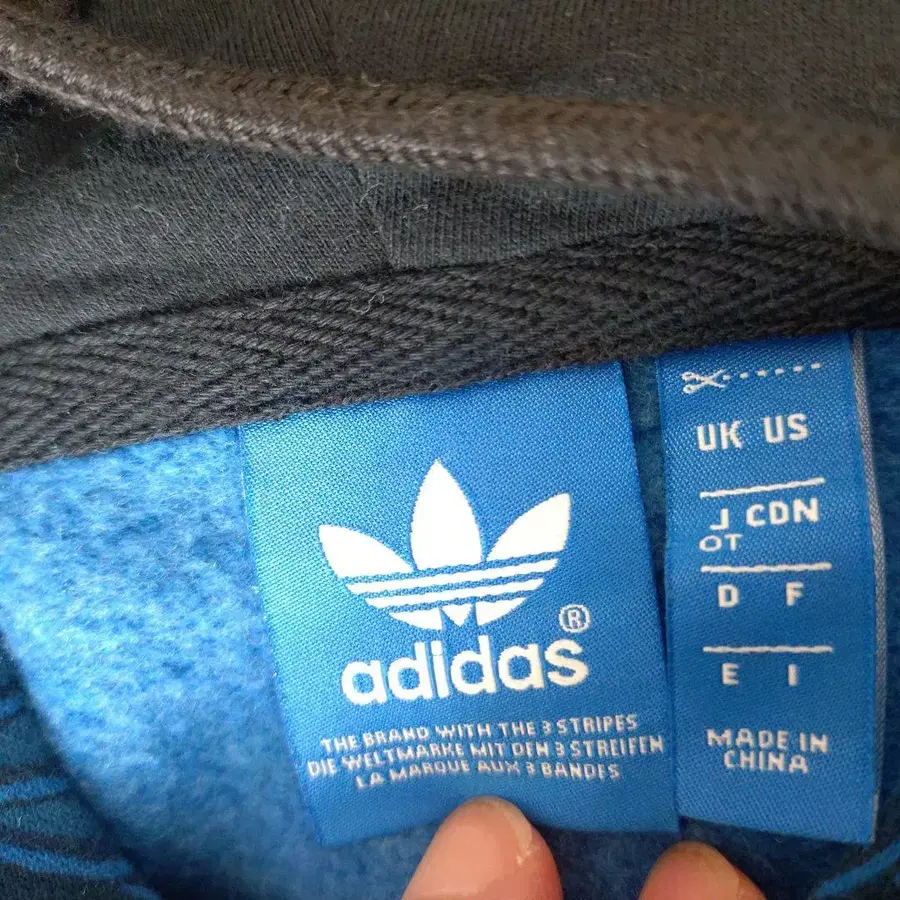 adidas®
THE BRAND WITH THE 3 STRIPES
DIE WELTMARKE MIT DEN 3 STREIFEN
LA MARQUE AUX 3 BANDES
UK US
J CDN
OT
D F
E I
MADE IN
CHINA